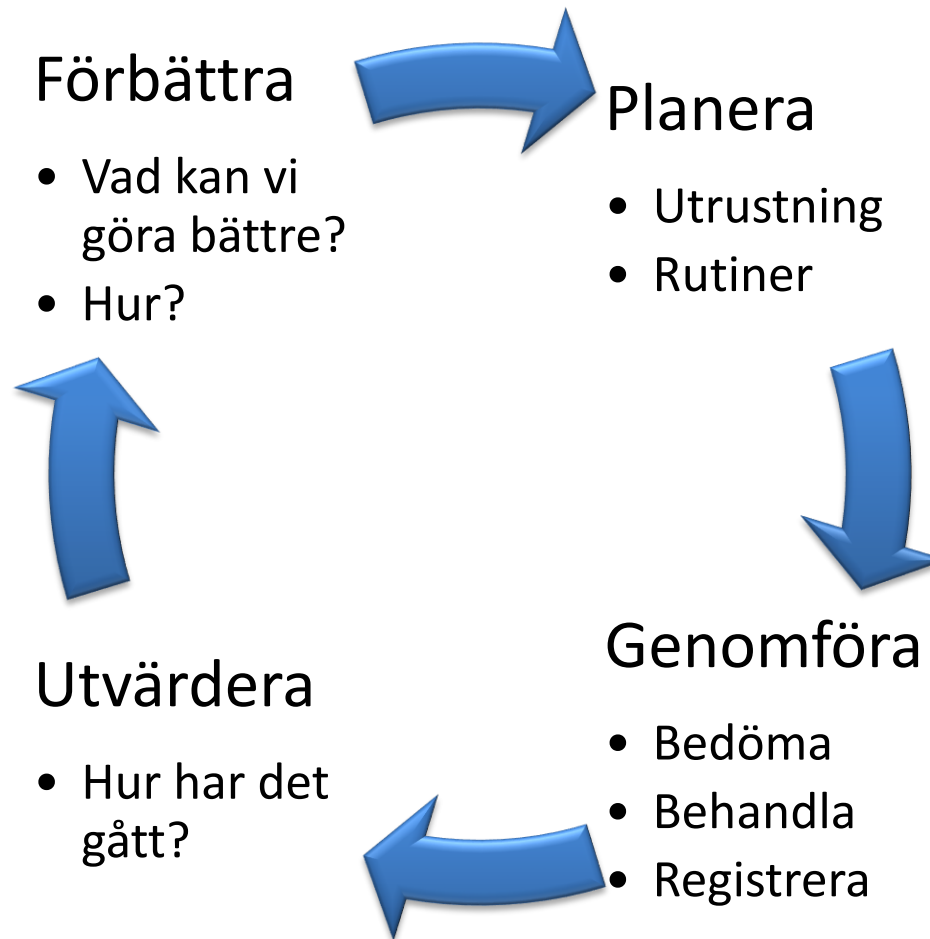 Förbättra
• Vad kan vi
göra bättre?
• Hur?
Planera
• Utrustning
• Rutiner
Genomföra
• Bedöma
• Behandla
• Registrera
Utvärdera
• Hur har det
gått?